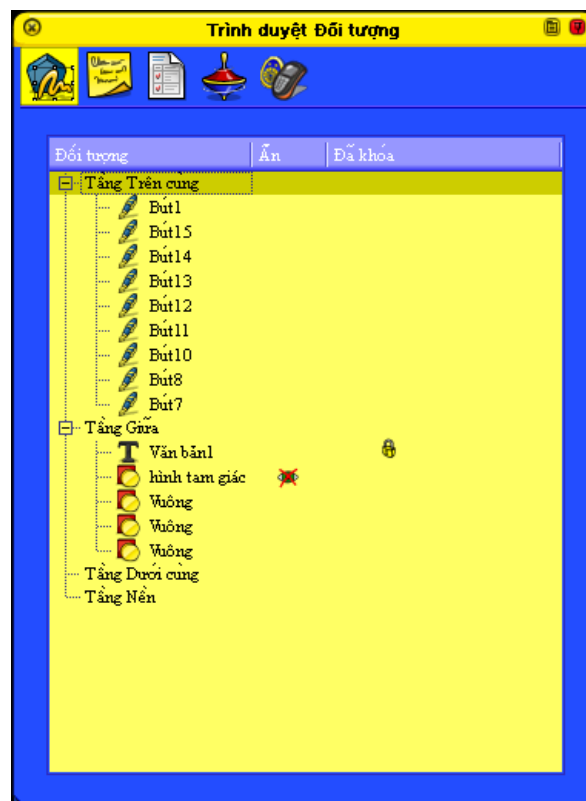 Trình duyệt Đối tượng
Đối tượng Ẩn Đã khóa
Tầng Trên cùng
Bút1
Bút15
Bút14
Bút13
Bút12
Bút11
Bút10
Bút8
Bút7
Tầng Giữa
Văn bản1
hình tam giác
Vuông
Vuông
Vuông
Tầng Dưới cùng
Tầng Nền